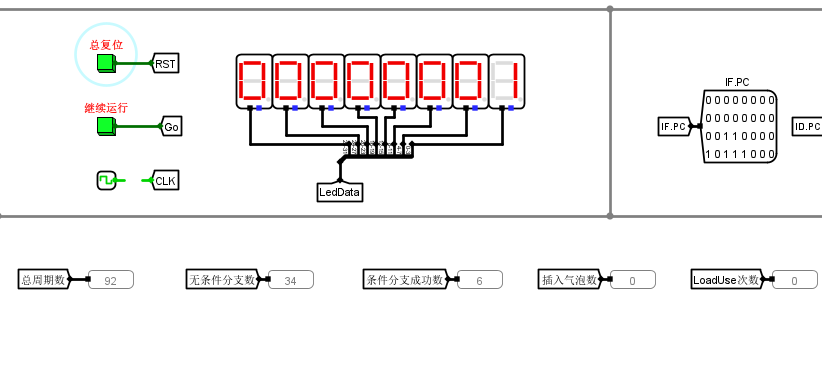 总复位
RST
继续运行
Go
CLK
00000001
LedData
IF.PC
IF.PC
00000000
00000000
00110000
10111000
ID.PC
总周期数 92
无条件分支数 34
条件分支成功数 6
插入气泡数 0
LoadUse次数 0